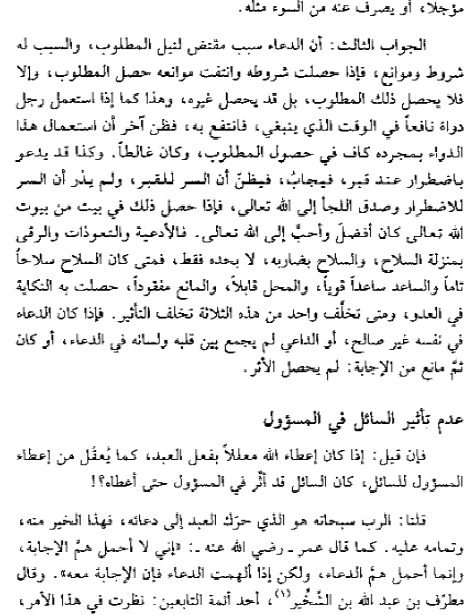 مؤجلاً، أو يصرف عنه من السوء مثله.
الجواب الثالث: أن الدعاء سبب مقتض لنيل المطلوب، والسبب له
شروط وموانع، فإذا حصلت شروطه وانتفت موانعه حصل المطلوب، وإلا
فلا يحصل ذلك المطلوب، بل قد يحصل غيره، وهذا كما إذا استعمل رجل
دواءً نافعاً في الوقت الذي ينبغي، فانتفع به، فظن آخر أن استعمال هذا
الدواء بمجرده كاف في حصول المطلوب، وكان غالطاً. وكذا قد يدعو
باضطرار عند قبر، فيجابُ، فيظنّ أن السر للقبر، ولم يدر أن السر
للاضطرار وصدق اللجأ إلى الله تعالى، فإذا حصل ذلك في بيت من بيوت
الله تعالى كان أفضلَ وأحبَّ إلى الله تعالى. فالأدعية والتعوذات والرقى
بمنزلة السلاح، والسلاح بضاربه، لا بحده فقط، فمتى كان السلاح سلاحاً
تاماً والساعد ساعداً قوياً، والمحل قابلاً، والمانع مفقوداً، حصلت به النكاية
في العدو، ومتى تخلَّف واحد من هذه الثلاثة تخلف التأثير. فإذا كان الدعاء
في نفسه غير صالح، أو الداعي لم يجمع بين قلبه ولسانه في الدعاء، أو كان
ثمَّ مانع من الإجابة: لم يحصل الأثر.
عدم تأثير السائل في المسؤول
فإن قيل: إذا كان إعطاء الله معللاً بفعل العبد، كما يُعقَل من إعطاء
المسؤول للسائل، كان السائل قد أثَّر في المسؤول حتى أعطاه؟!
قلنا: الرب سبحانه هو الذي حرّك العبد إلى دعائه، فهذا الخير منه،
وتمامه عليه. كما قال عمر ـ رضي الله عنه ـ: «إني لا أحمل همَّ الإجابة،
وإنما أحمل همَّ الدعاء، ولكن إذا ألهمت الدعاء فإن الإجابة معه». وقال
مطرِّف بن عبد الله بن الشِّخِّير(١)، أحد أئمة التابعين: نظرت في هذا الأمر،